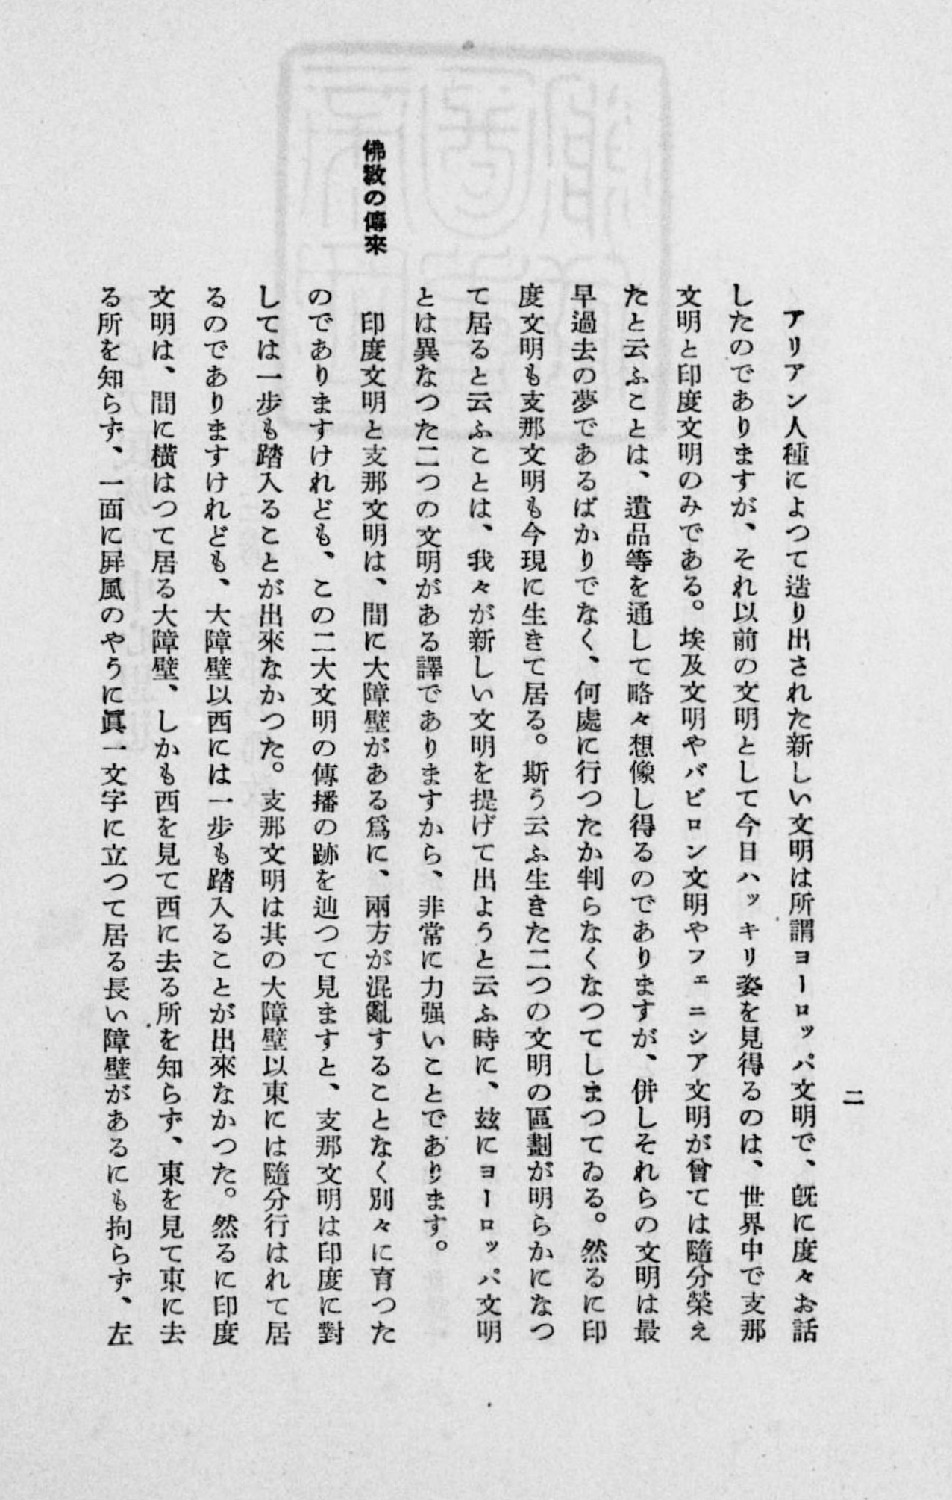 二
アリアン人種によつて造り出された新しい文明は所謂ヨーロッパ文明で、既に度々お話
したのでありますが、それ以前の文明として今日ハッキリ姿を見得るのは、世界中で支那
文明と印度文明のみである。埃及文明やバビロン文明やフェニシア文明が曾ては隨分榮え
たと云ふことは、遺品等を通して略々想像し得るのでありますが、併しそれらの文明は最
早過去の夢であるばかりでなく、何處に行つたか判らなくなつてしまつてゐる。然るに印
度文明も支那文明も今現に生きて居る。斯う云ふ生きた二つの文明の區劃が明らかになつ
て居ると云ふことは、我々が新しい文明を提げて出ようと云ふ時に、玆にヨーロッパ文明
とは異なつた二つの文明がある譯でありますから、非常に力强いことであります。
佛敎の傳來
印度文明と支那文明は、間に大障壁がある爲に、兩方が混亂することなく別々に育つた
のでありますけれども、この二大文明の傳播の跡を辿つて見ますと、支那文明は印度に對
しては一步も踏入ることが出來なかつた。支那文明は其の大障壁以東には隨分行はれて居
るのでありますけれども、大障壁以西には一步も踏入ることが出來なかつた。然るに印度
文明は、間に橫はつて居る大障壁、しかも西を見て西に去る所を知らず、東を見て東に去
る所を知らず、一面に屛風のやうに眞一文字に立つて居る長い障壁があるにも拘らず、左